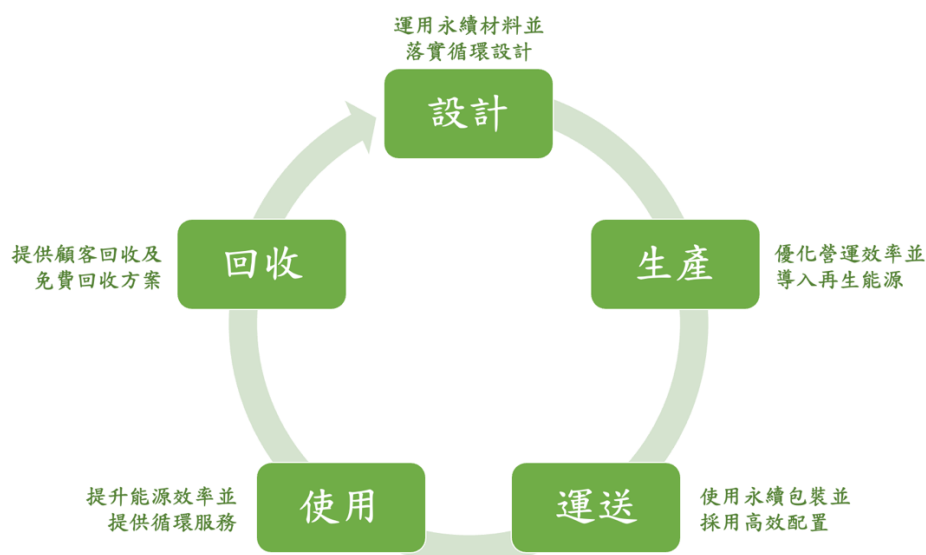 運用永續材料並
落實循環設計
設計
生產
優化營運效率並
導入再生能源
運送
使用永續包裝並
採用高效配置
使用
提升能源效率並
提供循環服務
回收
提供顧客回收及
免費回收方案